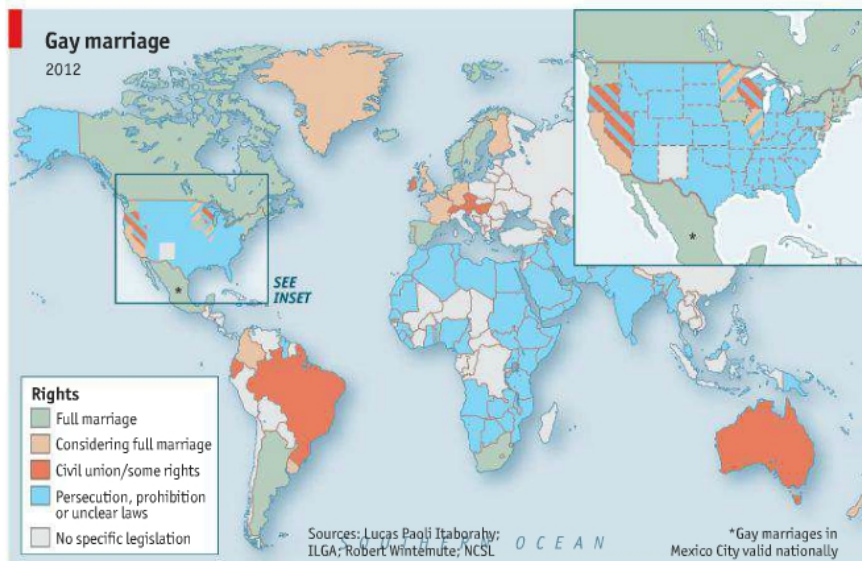 Gay marriage
2012
SEE
INSET
*
*
Rights
Full marriage
Considering full marriage
Civil union/some rights
Persecution, prohibition
or unclear laws
No specific legislation
Sources: Lucas Paoli Itaborahy;
ILGA; Robert Wintemute; NCSL
SOUTHERN OCEAN
*Gay marriages in
Mexico City valid nationally